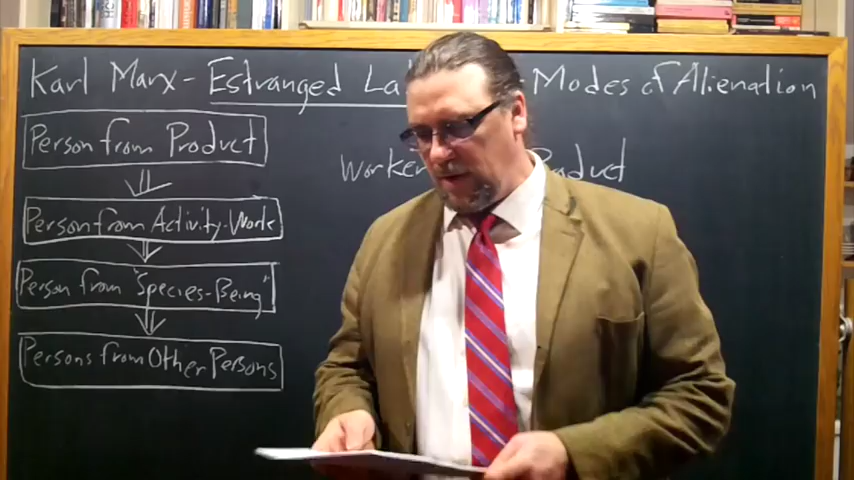 Karl Marx - Estranged La Modes of Alienation
Person from Product
Worker Product
Person from Activity: Work
Person from "Species-Being"
Persons from Other Persons